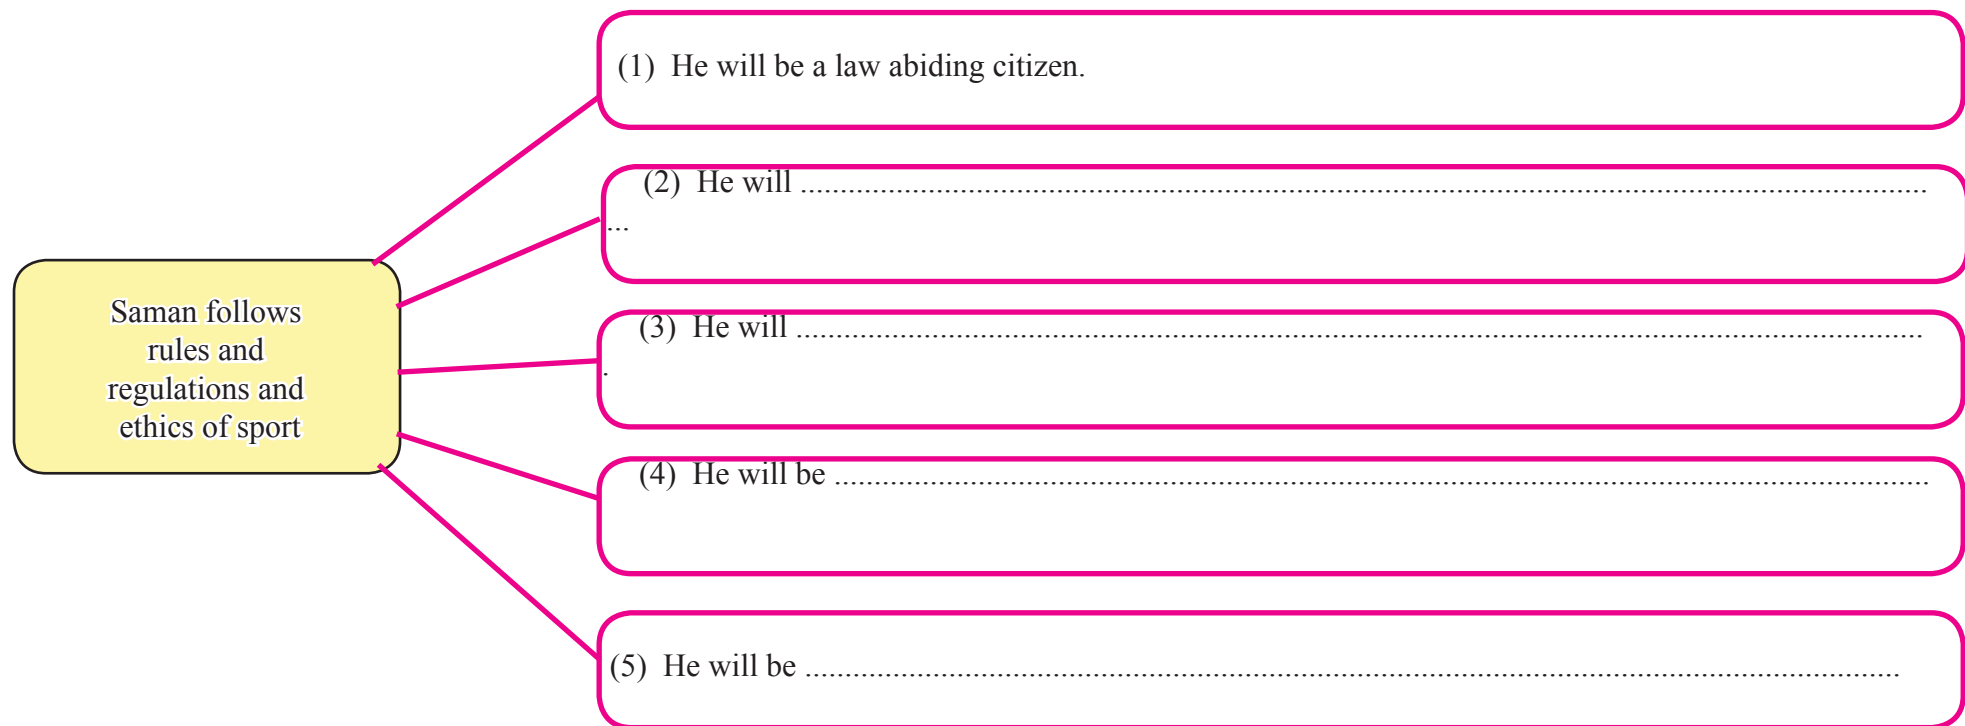 (1) He will be a law abiding citizen.
(2) He will ..............................................................................................................................................
...
Saman follows
rules and
regulations and
ethics of sport
(3) He will ..............................................................................................................................................
.
(4) He will be ..........................................................................................................................................
(5) He will be ..........................................................................................................................................